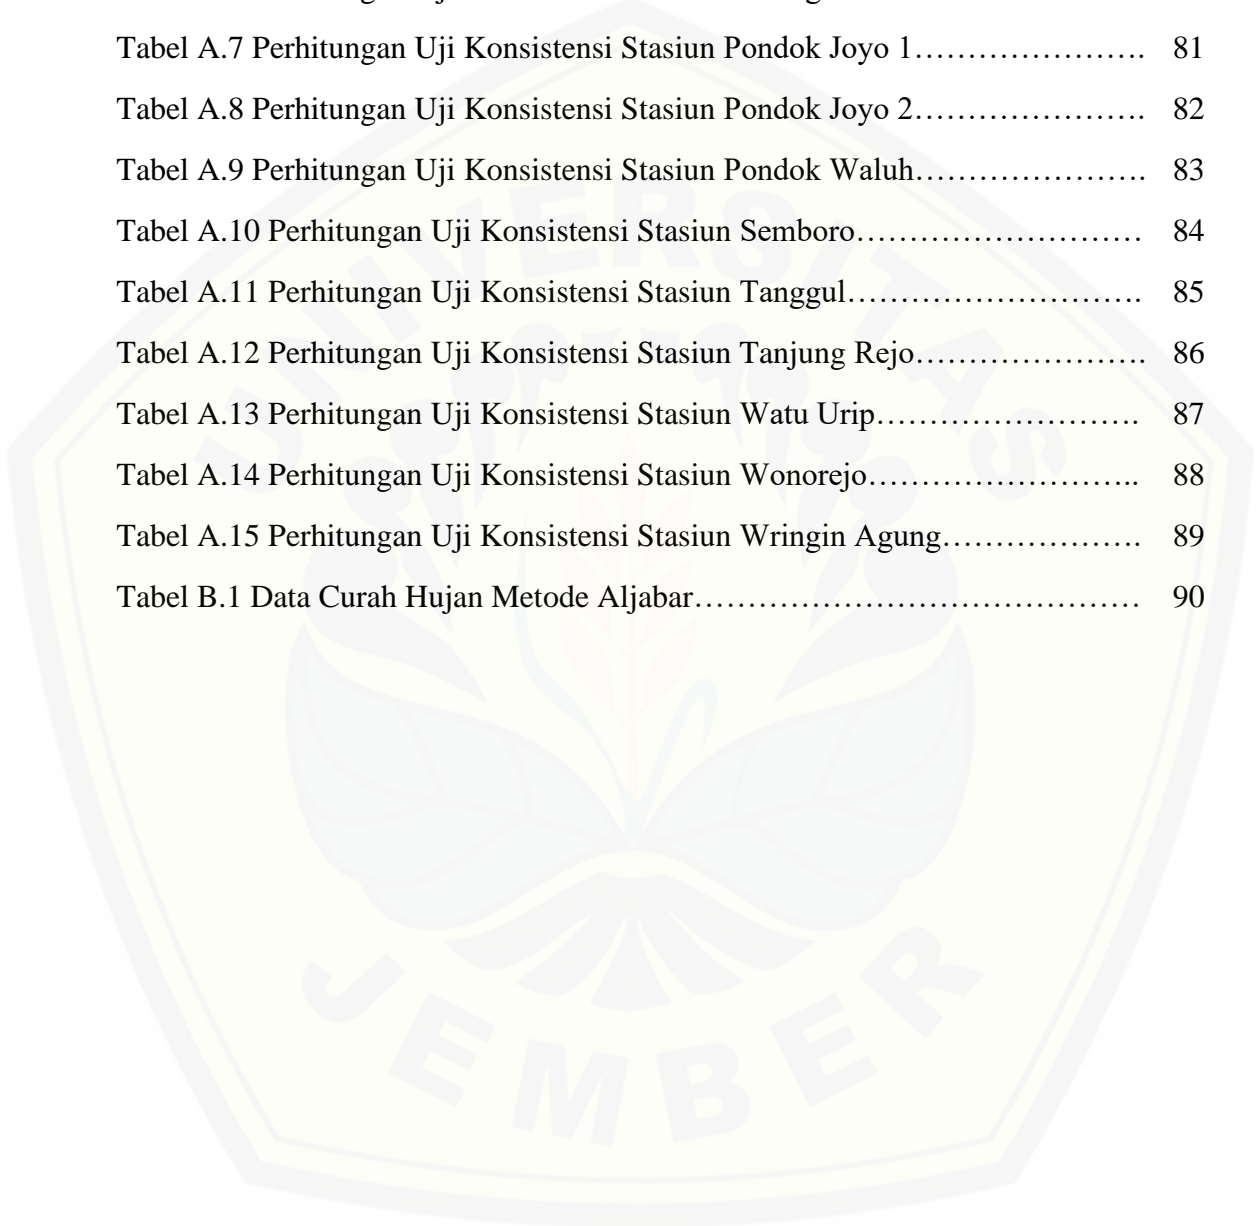 Tabel A.7 Perhitungan Uji Konsistensi Stasiun Pondok Joyo 1…………………. 81
Tabel A.8 Perhitungan Uji Konsistensi Stasiun Pondok Joyo 2…………………. 82
Tabel A.9 Perhitungan Uji Konsistensi Stasiun Pondok Waluh…………………. 83
Tabel A.10 Perhitungan Uji Konsistensi Stasiun Semboro……………………… 84
Tabel A.11 Perhitungan Uji Konsistensi Stasiun Tanggul………………………. 85
Tabel A.12 Perhitungan Uji Konsistensi Stasiun Tanjung Rejo…………………. 86
Tabel A.13 Perhitungan Uji Konsistensi Stasiun Watu Urip……………………. 87
Tabel A.14 Perhitungan Uji Konsistensi Stasiun Wonorejo…………………….. 88
Tabel A.15 Perhitungan Uji Konsistensi Stasiun Wringin Agung………………. 89
Tabel B.1 Data Curah Hujan Metode Aljabar…………………………………… 90
UNIVERSITAS
JEMBER